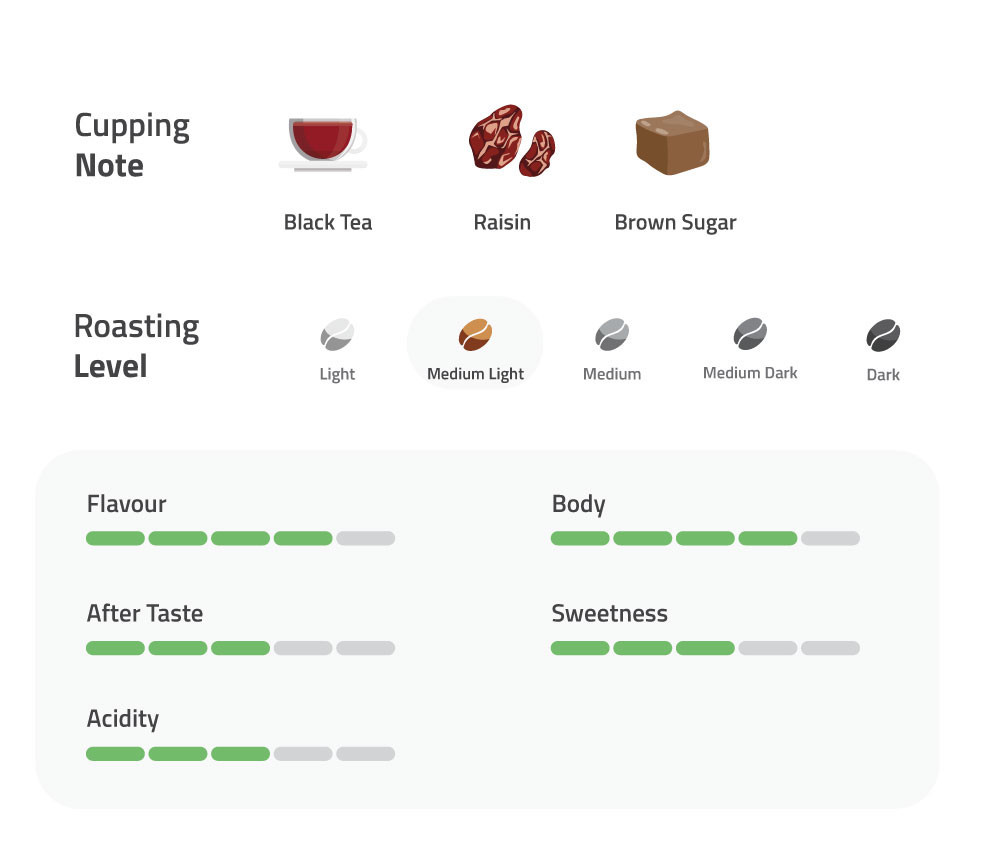 Cupping
Note
Black Tea
Raisin
Brown Sugar
Roasting
Level
Light
Medium Light
Medium
Medium Dark
Dark
Flavour
Body
After Taste
Sweetness
Acidity